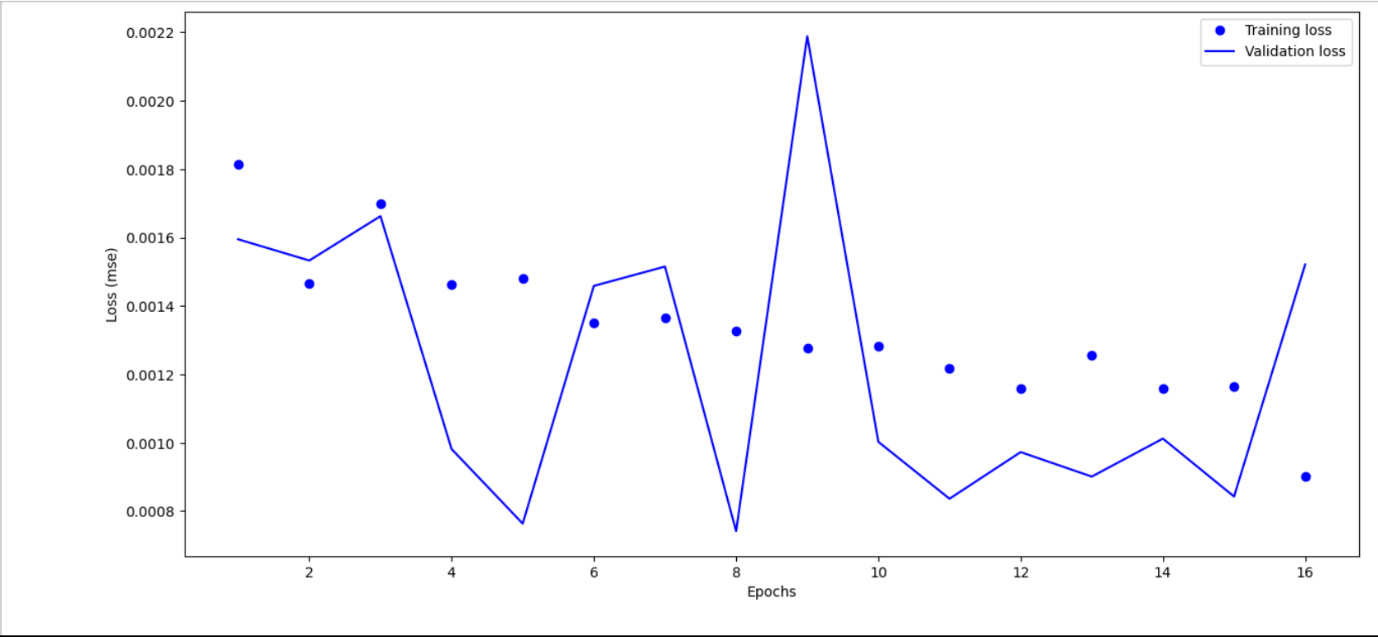 0.0022
0.0020
0.0018
0.0016
0.0014
0.0012
0.0010
0.0008
Loss (mse)
Training loss
Validation loss
2 4 6 8 10 12 14 16
Epochs